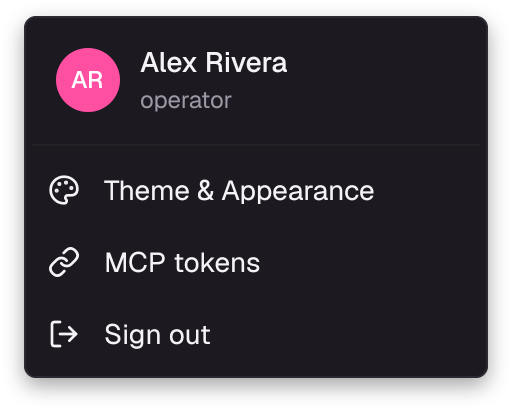 AR
Alex Rivera
operator
Theme & Appearance
MCP tokens
Sign out